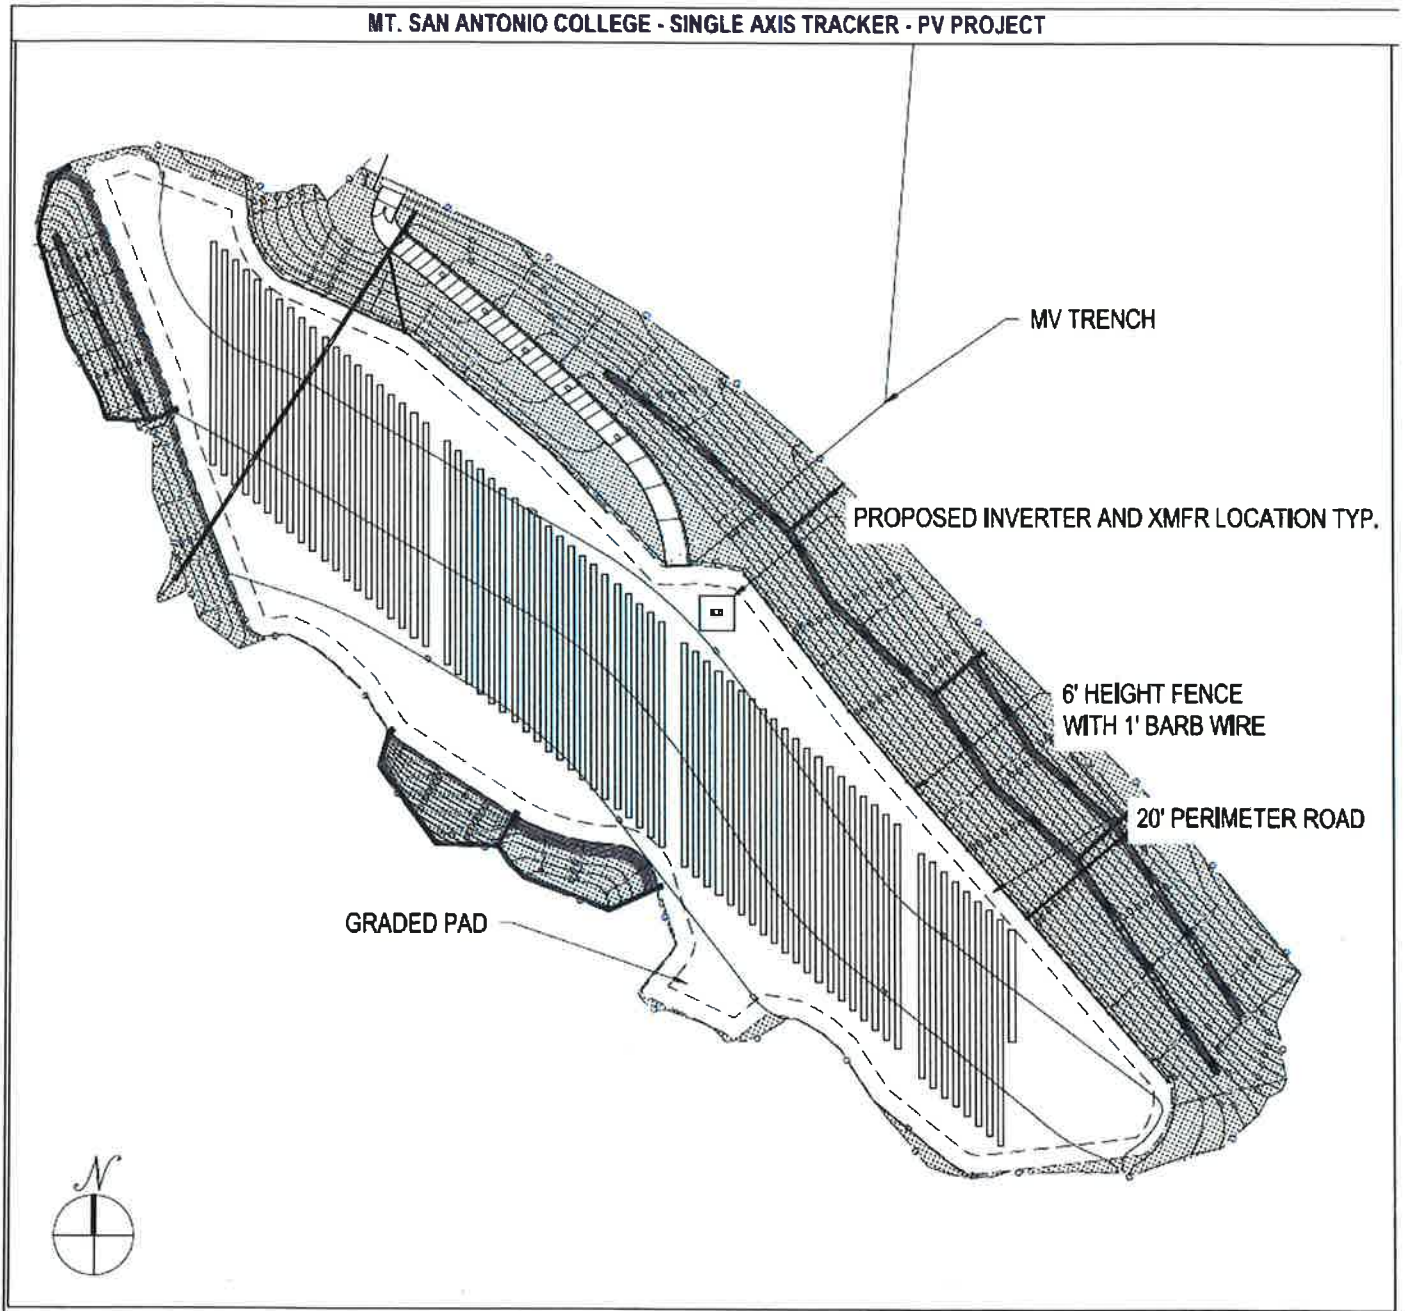 MT. SAN ANTONIO COLLEGE - SINGLE AXIS TRACKER - PV PROJECT
MV TRENCH
PROPOSED INVERTER AND XMFR LOCATION TYP.
6' HEIGHT FENCE
WITH 1' BARB WIRE
20' PERIMETER ROAD
GRADED PAD
N